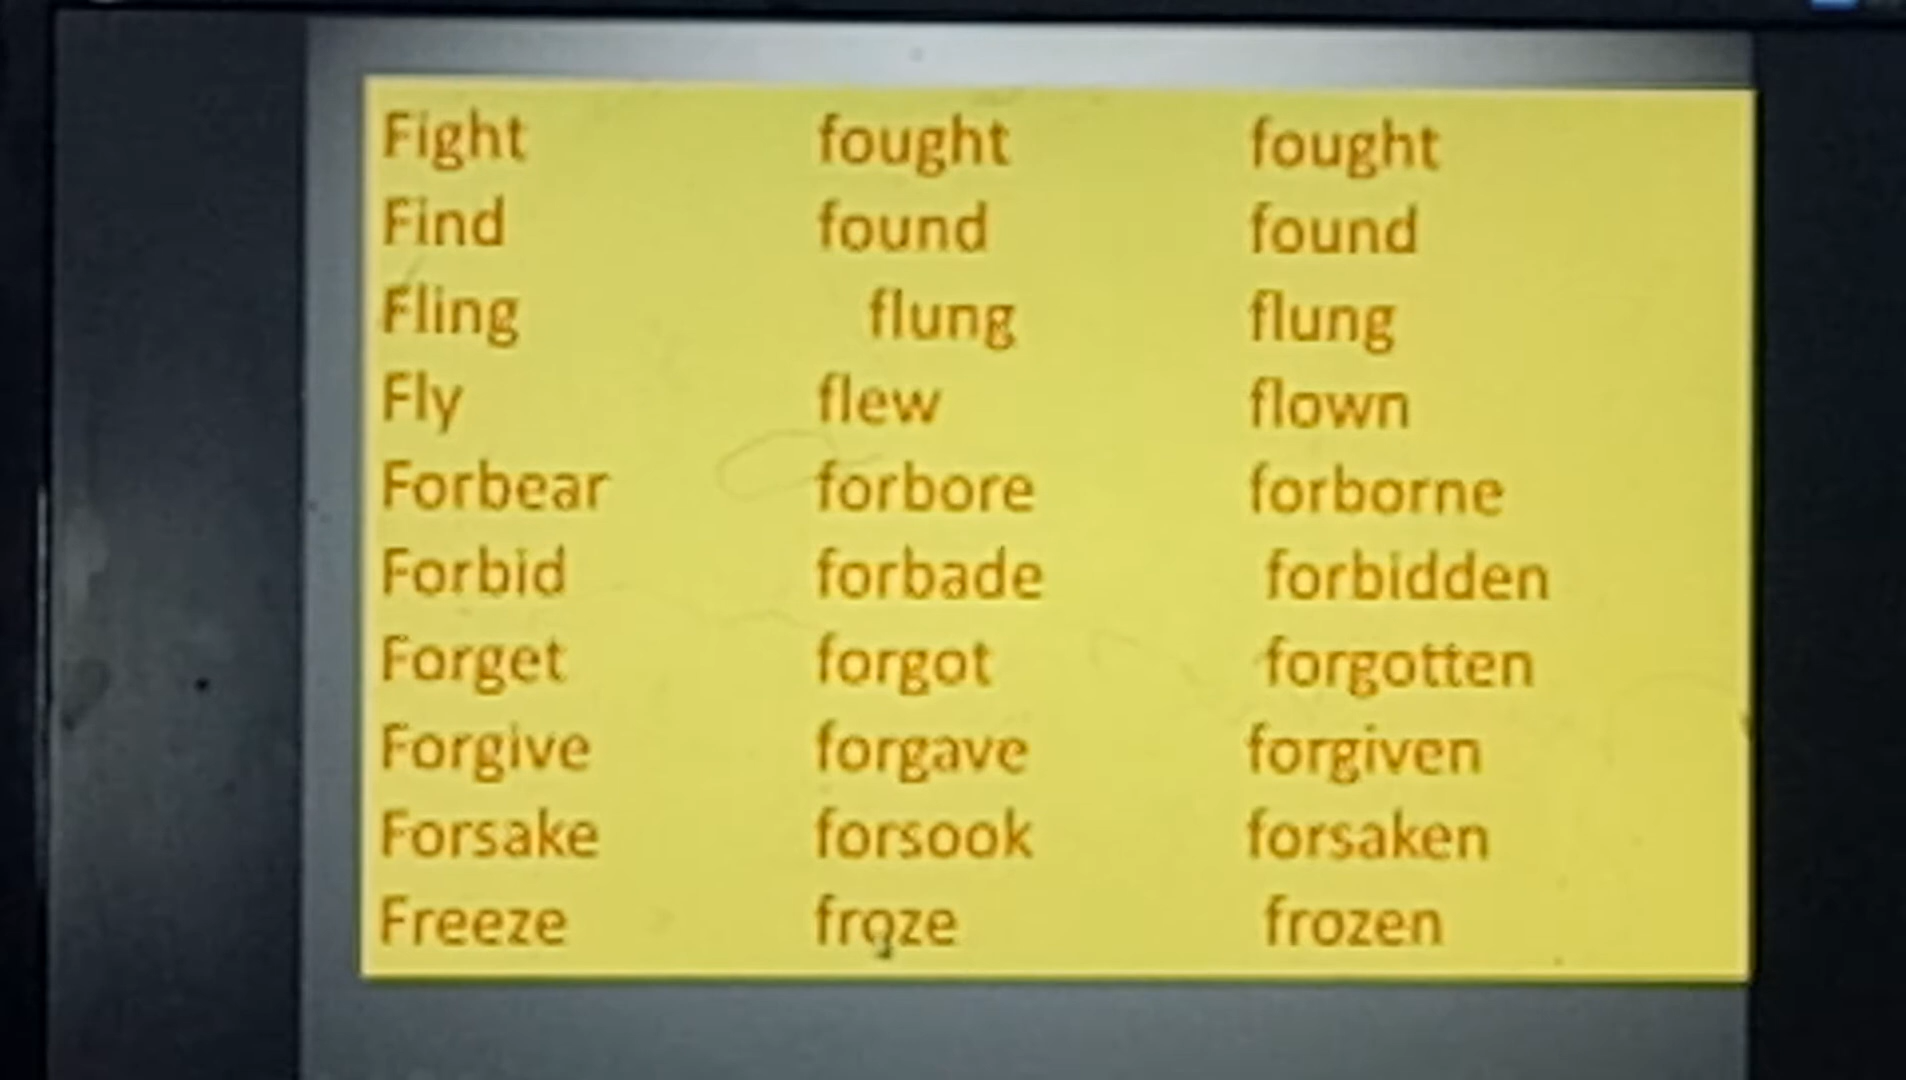 Fight fought fought
Find found found
Fling flung flung
Fly flew flown
Forbear forbore forborne
Forbid forbade forbidden
Forget forgot forgotten
Forgive forgave forgiven
Forsake forsook forsaken
Freeze froze frozen